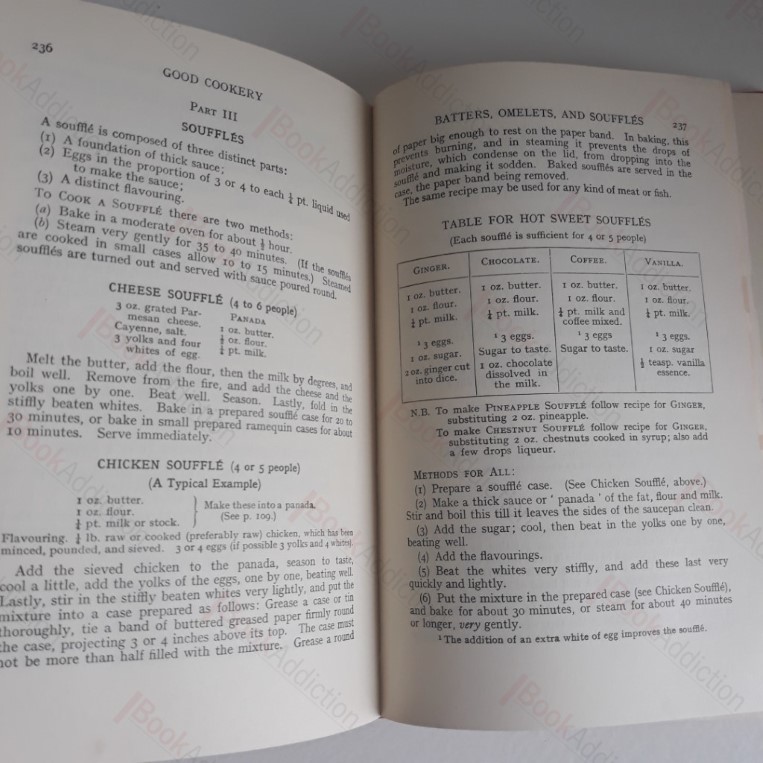 236
GOOD COOKERY
PART III
SOUFFLÉS
A soufflé is composed of three distinct parts:
(1) A foundation of thick sauce;
(2) Eggs in the proportion of 3 or 4 to each ¼ pt. liquid used
to make the sauce;
(3) A distinct flavouring.
TO COOK A SOUFFLÉ there are two methods:
(a) Bake in a moderate oven for about ½ hour.
(b) Steam very gently for 35 to 40 minutes. (If the soufflés
are cooked in small cases allow 10 to 15 minutes.) Steamed
soufflés are turned out and served with sauce poured round.
CHEESE SOUFFLÉ (4 to 6 people)
3 oz. grated Par-
mesan cheese.
Cayenne, salt.
3 yolks and four
whites of egg.
PANADA
1 oz. butter.
oz. flour.
pt. milk.
Melt the butter, add the flour, then the milk by degrees, and
boil well. Remove from the fire, and add the cheese and the
yolks one by one. Beat well. Season. Lastly, fold in the
stiffly beaten whites. Bake in a prepared soufflé case for 20 to
30 minutes, or bake in small prepared ramequin cases for about
10 minutes. Serve immediately.
CHICKEN SOUFFLÉ (4 or 5 people)
(A Typical Example)
1 oz. butter.
1 oz. flour.
¼ pt. milk or stock.
Make these into a panada.
(See p. 109.)
Flavouring. lb. raw or cooked (preferably raw) chicken, which has been
minced, pounded, and sieved. 3 or 4 eggs (if possible 3 yolks and 4 whites).
Add the sieved chicken to the panada, season to taste,
cool a little, add the yolks of the eggs, one by one, beating well.
Lastly, stir in the stiffly beaten whites very lightly, and put the
mixture into a case prepared as follows: Grease a case or tin
thoroughly, tie a band of buttered greased paper firmly round
the case, projecting 3 or 4 inches above its top. The case must
not be more than half filled with the mixture. Grease a round
BATTERS, OMELETS, AND SOUFFLÉS
237
of paper big enough to rest on the paper band. In baking, this
prevents burning, and in steaming it prevents the drops of
moisture, which condense on the lid, from dropping into the
soufflé and making it sodden. Baked soufflés are served in the
case, the paper band being removed.
The same recipe may be used for any kind of meat or fish.
TABLE FOR HOT SWEET SOUFFLÉS
(Each soufflé is sufficient for 4 or 5 people)
GINGER. CHOCOLATE. COFFEE. VANILLA.
1 oz. butter. 1 oz. butter. 1 oz. butter. 1 oz. butter.
1 oz. flour. 1 oz. flour. 1 oz. flour. 1 oz. flour.
¼ pt. milk. ¼ pt. milk. ¼ pt. milk and ¼ pt. milk.
coffee mixed.
¹ 3 eggs. ¹ 3 eggs. ¹ 3 eggs ¹ 3 eggs.
1 oz. sugar. Sugar to taste. Sugar to taste. 1 oz. sugar
1 oz. ginger cut 1 oz. chocolate ½ teasp. vanilla
into dice. dissolved in essence.
the milk.
N.B. To make PINEAPPLE SOUFFLÉ follow recipe for GINGER,
substituting 2 oz. pineapple.
To make CHESTNUT SOUFFLÉ follow recipe for GINGER,
substituting 2 oz. chestnuts cooked in syrup; also add
a few drops liqueur.
METHODS FOR ALL:
(1) Prepare a soufflé case. (See Chicken Soufflé, above.)
(2) Make a thick sauce or ' panada ' of the fat, flour and milk.
Stir and boil this till it leaves the sides of the saucepan clean.
(3) Add the sugar; cool, then beat in the yolks one by one,
beating well.
(4) Add the flavourings.
(5) Beat the whites very stiffly, and add these last very
quickly and lightly.
(6) Put the mixture in the prepared case (see Chicken Soufflé),
and bake for about 30 minutes, or steam for about 40 minutes
or longer, very gently.
¹ The addition of an extra white of egg improves the soufflé.
BookAddiction